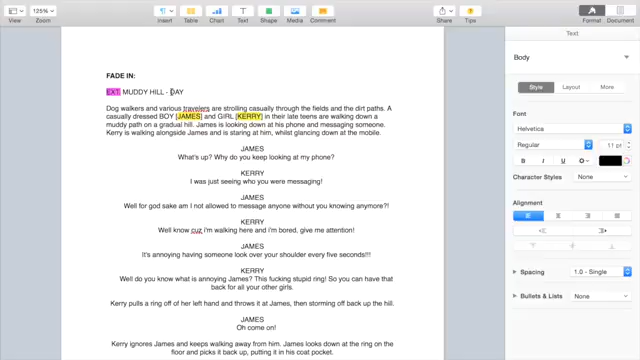 View
125%
Zoom
Insert
Table
Chart
Text
Shape
Media
Comment
Share
Tips
Format
Document
Text
Body
Style
Layout
More
Font
Helvetica
Regular
11 pt
B
I
U
Character Styles
None
Alignment
Spacing
1.0 - Single
Bullets & Lists
None
FADE IN:
EXT. MUDDY HILL - DAY
Dog walkers and various travelers are strolling casually through the fields and the dirt paths. A
casually dressed BOY [JAMES] and GIRL [KERRY] in their late teens are walking down a
muddy path on a gradual hill. James is looking down at his phone and messaging someone.
Kerry is walking alongside James and is staring at him, whilst glancing down at the mobile.
JAMES
What's up? Why do you keep looking at my phone?
KERRY
I was just seeing who you were messaging!
JAMES
Well for god sake am I not allowed to message anyone without you knowing anymore?!
KERRY
Well know cuz i'm walking here and i'm bored, give me attention!
JAMES
It's annoying having someone look over your shoulder every five seconds!!!
KERRY
Well do you know what is annoying James? This fucking stupid ring! So you can have that
back for all your other girls.
Kerry pulls a ring off of her left hand and throws it at James, then storming off back up the hill.
JAMES
Oh come on!
Kerry ignores James and keeps walking away from him. James looks down at the ring on the
floor and picks it back up, putting it in his coat pocket.